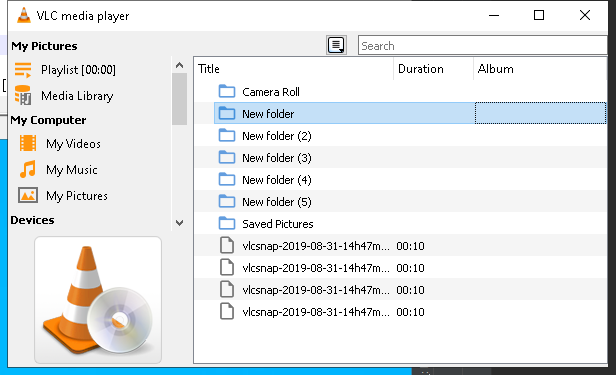 VLC media player
My Pictures
Search
Playlist [00:00]
Media Library
My Computer
My Videos
My Music
My Pictures
Devices
Title Duration Album
Camera Roll
New folder
New folder (2)
New folder (3)
New folder (4)
New folder (5)
Saved Pictures
vlcsnap-2019-08-31-14h47m... 00:10
vlcsnap-2019-08-31-14h47m... 00:10
vlcsnap-2019-08-31-14h47m... 00:10
vlcsnap-2019-08-31-14h47m... 00:10